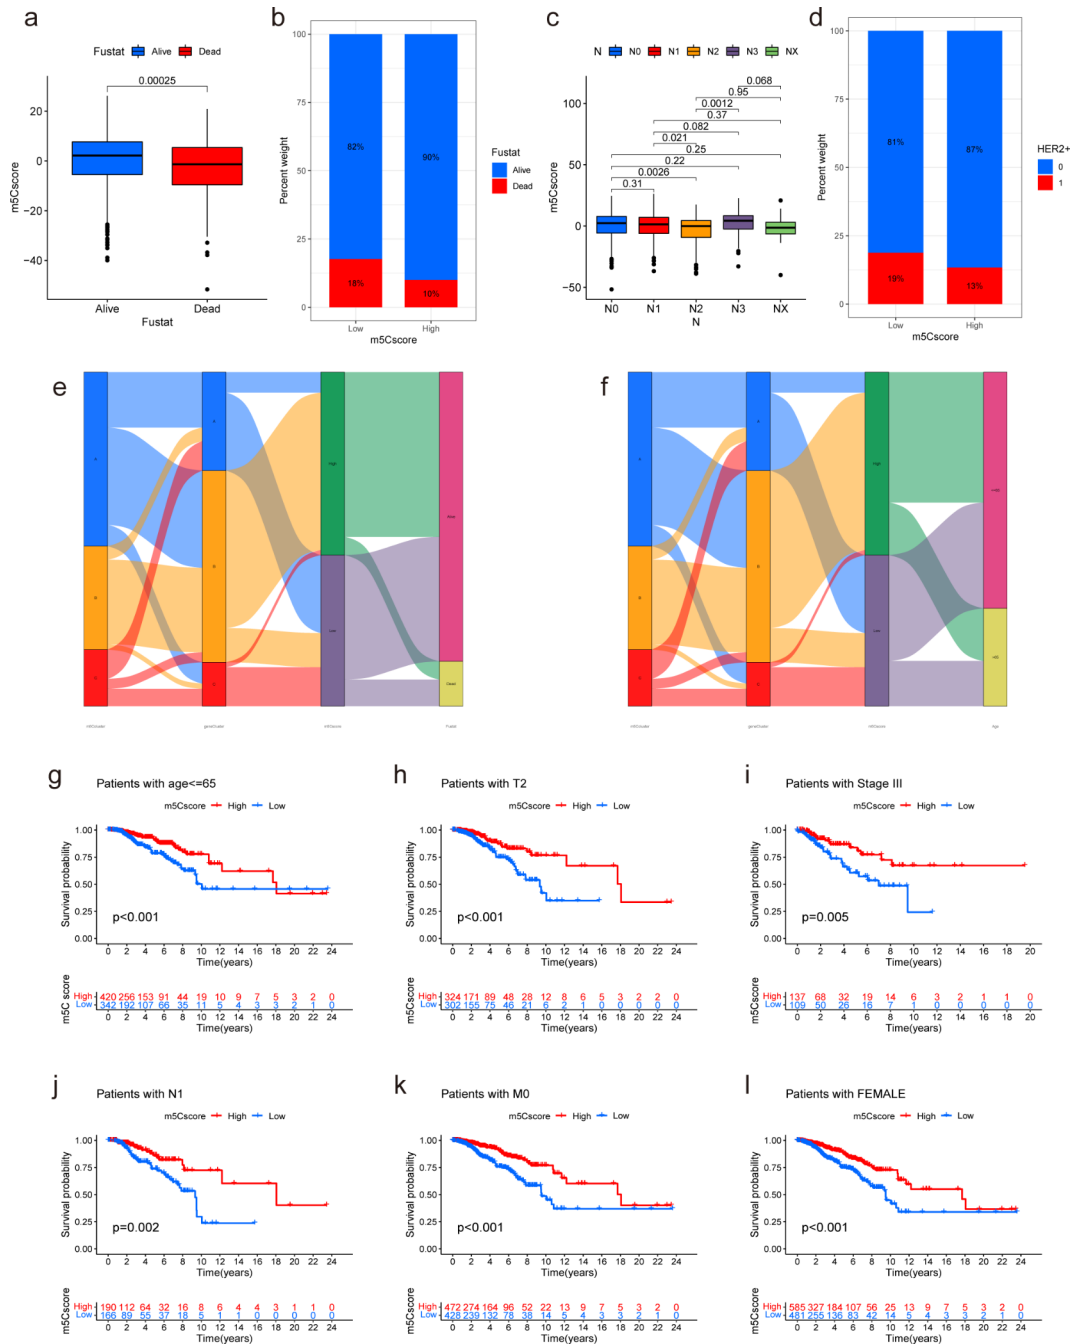 a
Fustat Alive Dead
0.00025
m5Cscore
20
0
−20
−40
Alive Dead
Fustat
b
Percent weight
100
75
50
25
0
82%
90%
18%
10%
Low High
m5Cscore
Fustat
Alive
Dead
c
N N0 N1 N2 N3 NX
m5Cscore
100
50
0
−50
0.068
0.95
0.0012
0.37
0.082
0.021
0.25
0.22
0.0026
0.31
N0 N1 N2 N3 NX
N
d
Percent weight
100
75
50
25
0
81%
87%
19%
13%
Low High
m5Cscore
HER2+
0
1
e
High
Low
Alive
Dead
m5Ccluster geneCluster m5Cscore Fustat
f
High
Low
m5Ccluster geneCluster m5Cscore Age
g
Patients with age<=65
m5Cscore High Low
Survival probability
1.00
0.75
0.50
0.25
0.00
p<0.001
0 2 4 6 8 10 12 14 16 18 20 22 24
Time(years)
m5C score
High 420 256 153 91 44 19 10 9 7 5 3 2 0
Low 342 192 107 66 35 11 5 4 3 3 2 1 0
0 2 4 6 8 10 12 14 16 18 20 22 24
Time(years)
h
Patients with T2
m5Cscore High Low
Survival probability
1.00
0.75
0.50
0.25
0.00
p<0.001
0 2 4 6 8 10 12 14 16 18 20 22 24
Time(years)
m5Cscore
High 324 171 89 48 28 12 8 6 5 3 2 2 0
Low 302 155 75 46 21 6 2 1 0 0 0 0 0
0 2 4 6 8 10 12 14 16 18 20 22 24
Time(years)
i
Patients with Stage III
m5Cscore High Low
Survival probability
1.00
0.75
0.50
0.25
0.00
p=0.005
0 2 4 6 8 10 12 14 16 18 20
Time(years)
m5Cscore
High 137 68 32 19 14 6 3 2 1 1 0
Low 109 50 26 16 7 1 0 0 0 0 0
0 2 4 6 8 10 12 14 16 18 20
Time(years)
j
Patients with N1
m5Cscore High Low
Survival probability
1.00
0.75
0.50
0.25
0.00
p=0.002
0 2 4 6 8 10 12 14 16 18 20 22 24
Time(years)
m5Cscore
High 190 112 64 32 16 8 6 4 4 3 1 1 0
Low 166 89 55 37 18 5 1 1 0 0 0 0 0
0 2 4 6 8 10 12 14 16 18 20 22 24
Time(years)
k
Patients with M0
m5Cscore High Low
Survival probability
1.00
0.75
0.50
0.25
0.00
p<0.001
0 2 4 6 8 10 12 14 16 18 20 22 24
Time(years)
m5Cscore
High 472 274 164 96 52 22 13 9 7 5 3 2 0
Low 428 239 132 78 38 14 5 4 3 3 2 1 0
0 2 4 6 8 10 12 14 16 18 20 22 24
Time(years)
l
Patients with FEMALE
m5Cscore High Low
Survival probability
1.00
0.75
0.50
0.25
0.00
p<0.001
0 2 4 6 8 10 12 14 16 18 20 22 24
Time(years)
m5Cscore
High 585 327 184 107 56 25 13 9 7 5 3 2 0
Low 481 255 136 83 42 14 5 4 3 3 2 1 0
0 2 4 6 8 10 12 14 16 18 20 22 24
Time(years)